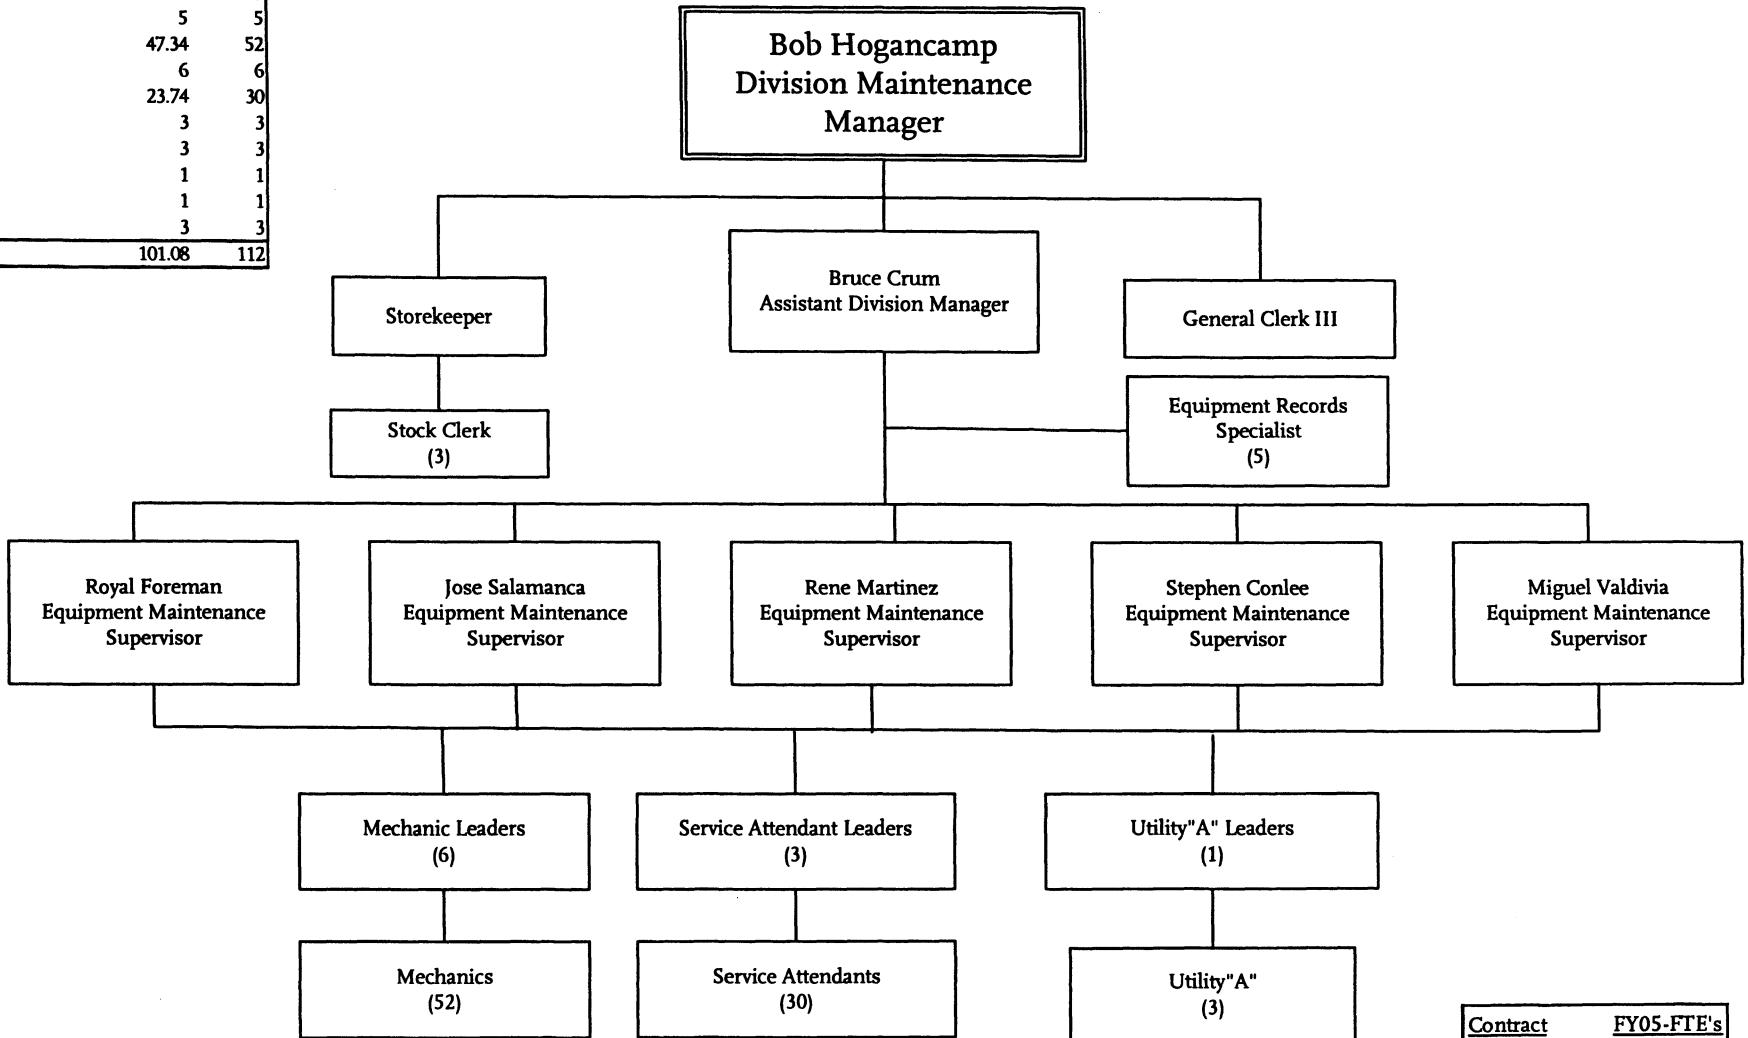 5 5
47.34 52
6 6
23.74 30
3 3
3 3
1 1
1 1
3 3
101.08 112
Bob Hogancamp
Division Maintenance
Manager
Storekeeper
Bruce Crum
Assistant Division Manager
General Clerk III
Stock Clerk
(3)
Equipment Records
Specialist
(5)
Royal Foreman
Equipment Maintenance
Supervisor
Jose Salamanca
Equipment Maintenance
Supervisor
Rene Martinez
Equipment Maintenance
Supervisor
Stephen Conlee
Equipment Maintenance
Supervisor
Miguel Valdivia
Equipment Maintenance
Supervisor
Mechanic Leaders
(6)
Service Attendant Leaders
(3)
Utility"A" Leaders
(1)
Mechanics
(52)
Service Attendants
(30)
Utility"A"
(3)
Contract FY05-FTE's